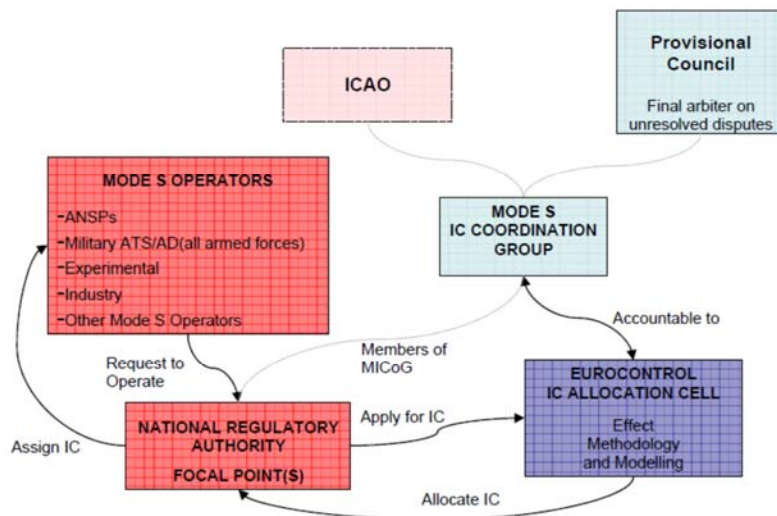 ICAO
Provisional
Council
Final arbiter on
unresolved disputes
MODE S OPERATORS
-ANSPs
-Military ATS/AD(all armed forces)
-Experimental
-Industry
-Other Mode S Operators
MODE S
IC COORDINATION
GROUP
Request to
Operate
Members of
MICoG
Accountable to
Assign IC
NATIONAL REGULATORY
AUTHORITY
FOCAL POINT(S)
Apply for IC
EUROCONTROL
IC ALLOCATION CELL
Effect
Methodology
and Modelling
Allocate IC